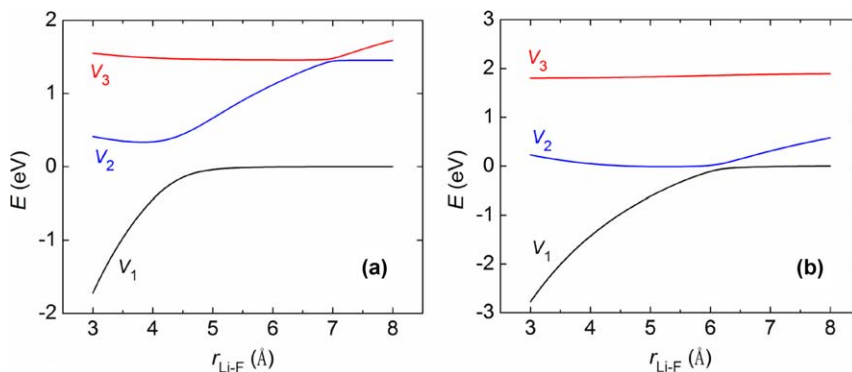 2
1
0
-1
-2
E (eV)
V3
V2
V1
(a)
3 4 5 6 7 8
rLi-F (Å)
3
2
1
0
-1
-2
-3
E (eV)
V3
V2
V1
(b)
3 4 5 6 7 8
rLi-F (Å)